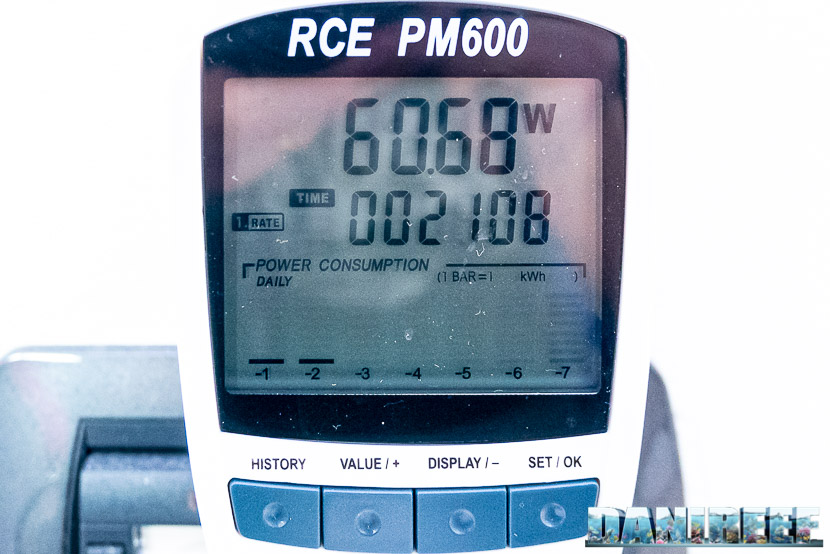 RCE PM600
60.68 W
TIME
1. RATE
002108
POWER CONSUMPTION (1 BAR=1 kWh )
DAILY
-1 -2 -3 -4 -5 -6 -7
HISTORY VALUE / + DISPLAY / – SET / OK
DANIREEF